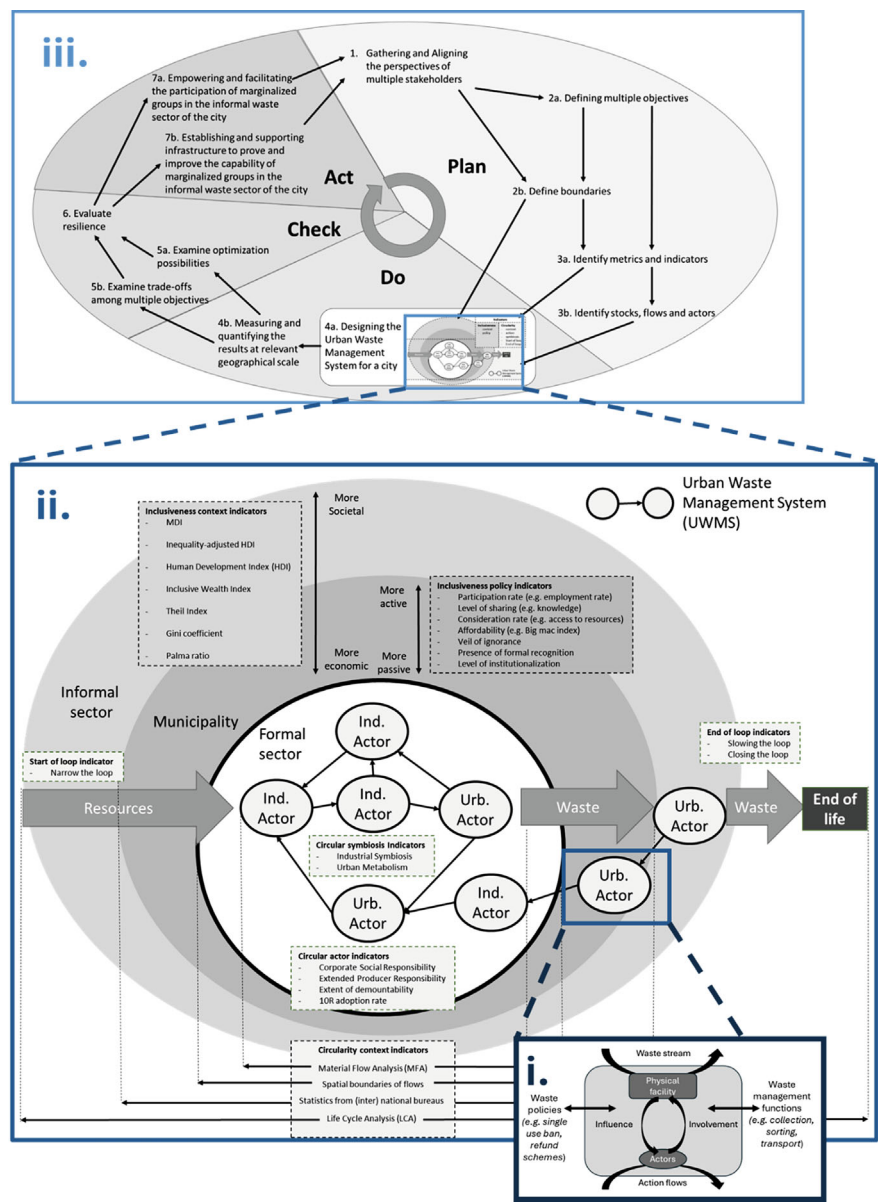 iii.
7a. Empowering and facilitating
the participation of marginalized
groups in the informal waste
sector of the city
1. Gathering and Aligning
the perspectives of
multiple stakeholders
2a. Defining multiple objectives
7b. Establishing and supporting
infrastructure to prove and
improve the capability of
marginalized groups in the
informal waste sector of the city
Act
Plan
2b. Define boundaries
6. Evaluate
resilience
Check
5a. Examine optimization
possibilities
3a. Identify metrics and indicators
Do
5b. Examine trade-offs
among multiple objectives
3b. Identify stocks, flows and actors
4b. Measuring and
quantifying the
results at relevant
geographical scale
4a. Designing the
Urban Waste
Management
System for a city
ii.
More
Societal
Urban Waste
Management System
(UWMS)
Inclusiveness context indicators
- MDI
- Inequality-adjusted HDI
- Human Development Index (HDI)
- Inclusive Wealth Index
- Theil Index
- Gini coefficient
- Palma ratio
More
active
Inclusiveness policy indicators
- Participation rate (e.g. employment rate)
- Level of sharing (e.g. knowledge)
- Consideration rate (e.g. access to resources)
- Affordability (e.g. Big mac index)
- Veil of ignorance
- Presence of formal recognition
- Level of institutionalization
More
economic
More
passive
Informal
sector
Municipality
Formal
sector
Ind.
Actor
Start of loop indicator
- Narrow the loop
End of loop indicators
- Slowing the loop
- Closing the loop
Resources
Ind.
Actor
Ind.
Actor
Urb.
Actor
Waste
Urb.
Actor
Waste
End of
life
Circular symbiosis Indicators
- Industrial Symbiosis
- Urban Metabolism
Urb.
Actor
Ind.
Actor
Urb.
Actor
Circular actor indicators
- Corporate Social Responsibility
- Extended Producer Responsibility
- Extent of demountability
- 10R adoption rate
Circularity context indicators
Material Flow Analysis (MFA)
Spatial boundaries of flows
Statistics from (inter) national bureaus
Life Cycle Analysis (LCA)
i.
Waste stream
Physical
facility
Waste
policies
(e.g. single
use ban,
refund
schemes)
Influence
Involvement
Waste
management
functions
(e.g. collection,
sorting,
transport)
Actors
Action flows